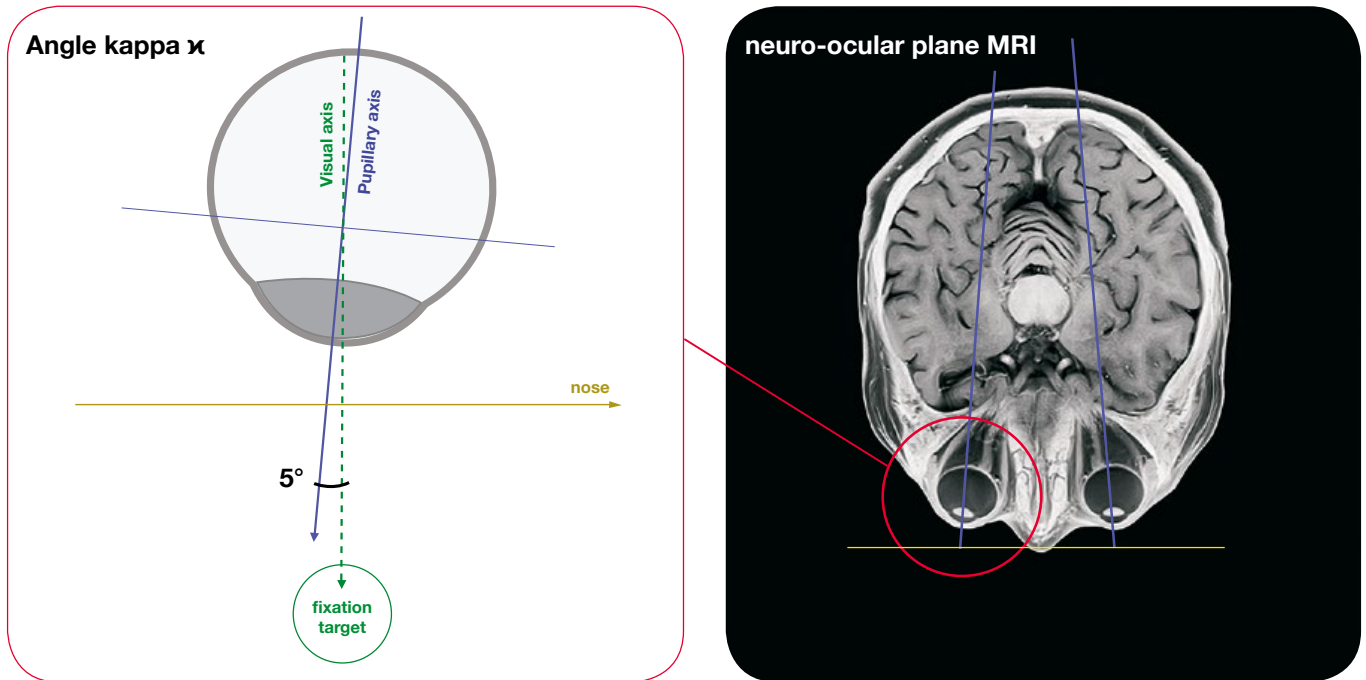 Angle kappa ϰ
Visual axis
Pupillary axis
nose
5°
fixation
target
neuro-ocular plane MRI